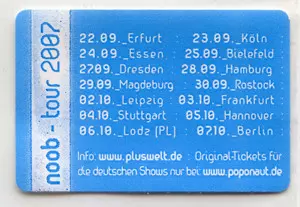 noob - tour 2007
22.09._Erfurt : 23.09._Köln :
24.09._Essen : 25.09._Bielefeld
27.09._Dresden : 28.09._Hamburg
29.09._Magdeburg : 30.09._Rostock
02.10._Leipzig : 03.10._Frankfurt :
04.10._Stuttgart : 05.10._Hannover :
06.10._Lodz (PL) : 07.10._Berlin :
Info: www.pluswelt.de : Original-Tickets für
die deutschen Shows nur bei: www.poponaut.de